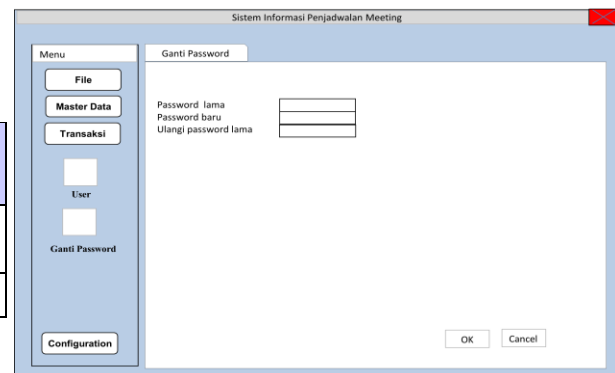 Sistem Informasi Penjadwalan Meeting
Menu
File
Master Data
Transaksi
User
Ganti Password
Configuration
Ganti Password
Password lama
Password baru
Ulangi password lama
OK
Cancel